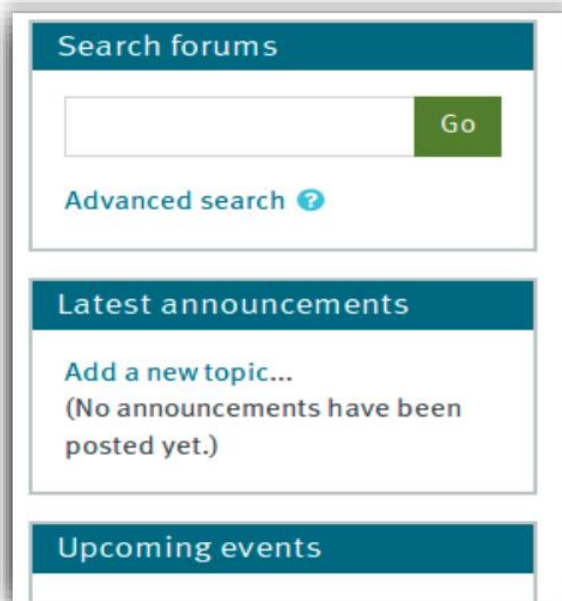 Search forums
Go
Advanced search ?
Latest announcements
Add a new topic...
(No announcements have been
posted yet.)
Upcoming events